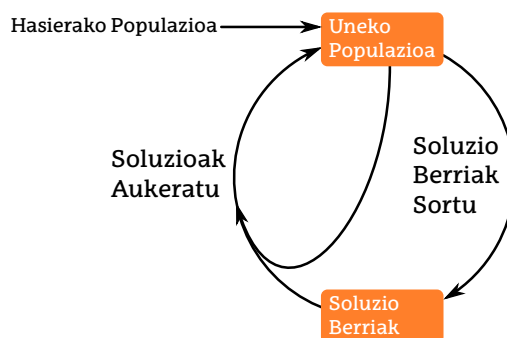 Hasierako Populazioa
Uneko
Populazioa
Soluzioak
Aukeratu
Soluzio
Berriak
Sortu
Soluzio
Berriak